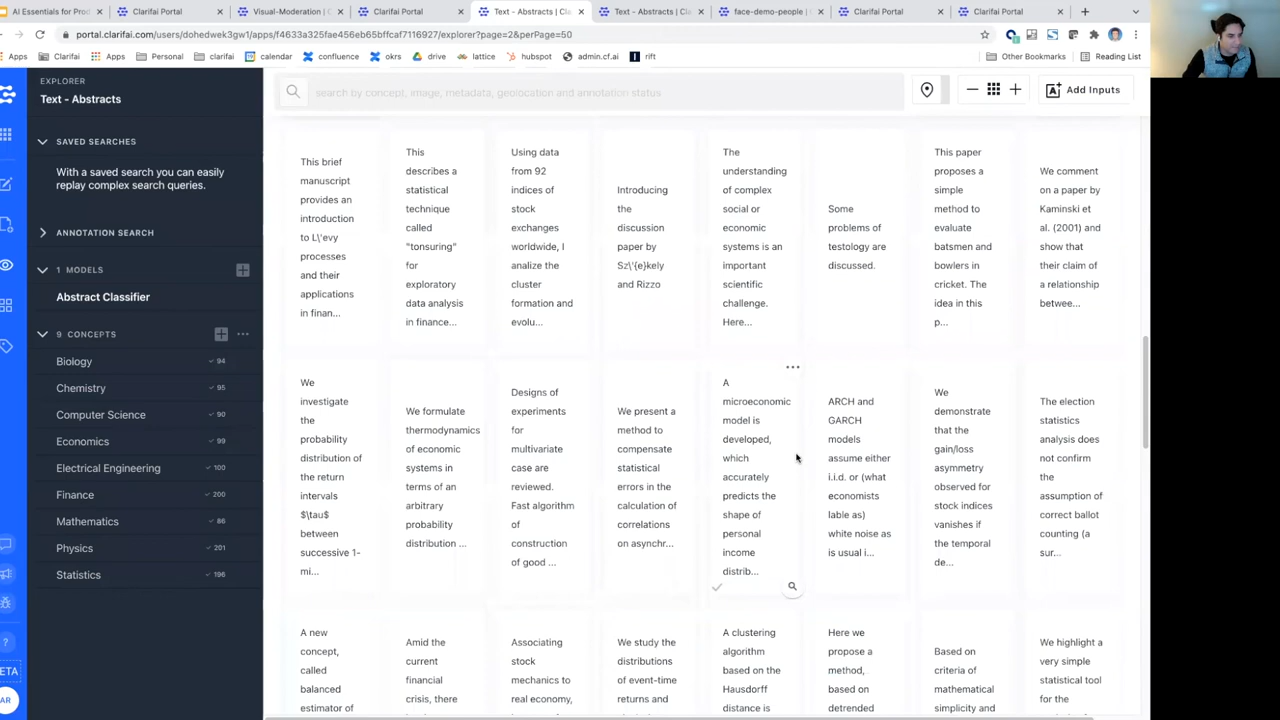 AI Essentials for Produc
Clarifai Portal
Visual-Moderation | C
Clarifai Portal
Text - Abstracts | Cla
Text - Abstracts | Cla
face-demo-people | C
Clarifai Portal
Clarifai Portal
portal.clarifai.com/users/dohedwek3gw1/apps/f4633a325fae456eb65bffcaf7116927/explorer?page=2&perPage=50
Apps
Clarifai
Apps
Personal
clarifai
calendar
confluence
okrs
drive
lattice
hubspot
admin.cf.ai
rift
Other Bookmarks
Reading List
EXPLORER
Text - Abstracts
search by concept, image, metadata, geolocation and annotation status
Add Inputs
SAVED SEARCHES
With a saved search you can easily
replay complex search queries.
ANNOTATION SEARCH
1 MODELS
Abstract Classifier
9 CONCEPTS
Biology
94
Chemistry
95
Computer Science
90
Economics
99
Electrical Engineering
100
Finance
200
Mathematics
86
Physics
201
Statistics
196
?
BETA
AR
This brief
manuscript
provides an
introduction
to L\'evy
processes
and their
applications
in finan...
This
describes a
statistical
technique
called
"tonsuring"
for
exploratory
data analysis
in finance...
Using data
from 92
indices of
stock
exchanges
worldwide, I
analize the
cluster
formation and
evolu...
Introducing
the
discussion
paper by
Sz\'{e}kely
and Rizzo
The
understanding
of complex
social or
economic
systems is an
important
scientific
challenge.
Here...
Some
problems of
testology are
discussed.
This paper
proposes a
simple
method to
evaluate
batsmen and
bowlers in
cricket. The
idea in this
p...
We comment
on a paper by
Kaminski et
al. (2001) and
show that
their claim of
a relationship
betwee...
We
investigate
the
probability
distribution of
the return
intervals
$\tau$
between
successive 1-
mi...
We formulate
thermodynamics
of economic
systems in
terms of an
arbitrary
probability
distribution ...
Designs of
experiments
for
multivariate
case are
reviewed.
Fast algorithm
of
construction
of good ...
We present a
method to
compensate
statistical
errors in the
calculation of
correlations
on asynchr...
A
microeconomic
model is
developed,
which
accurately
predicts the
shape of
personal
income
distrib...
ARCH and
GARCH
models
assume either
i.i.d. or (what
economists
lable as)
white noise as
is usual i...
We
demonstrate
that the
gain/loss
asymmetry
observed for
stock indices
vanishes if
the temporal
de...
The election
statistics
analysis does
not confirm
the
assumption of
correct ballot
counting (a
sur...
A new
concept,
called
balanced
estimator of
Amid the
current
financial
crisis, there
Associating
stock
mechanics to
real economy,
We study the
distributions
of event-time
returns and
A clustering
algorithm
based on the
Hausdorff
distance is
Here we
propose a
method,
based on
detrended
Based on
criteria of
mathematical
simplicity and
We highlight a
very simple
statistical tool
for the